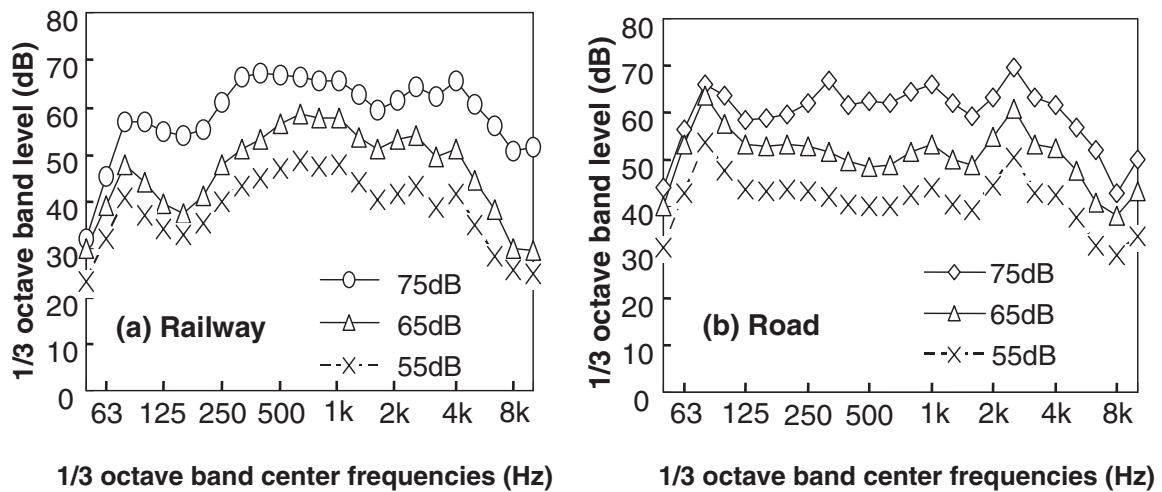 1/3 octave band level (dB)
80
70
60
50
40
30
20
10
0
75dB
65dB
55dB
(a) Railway
63 125 250 500 1k 2k 4k 8k
1/3 octave band center frequencies (Hz)
1/3 octave band level (dB)
80
70
60
50
40
30
20
10
0
75dB
65dB
55dB
(b) Road
63 125 250 500 1k 2k 4k 8k
1/3 octave band center frequencies (Hz)